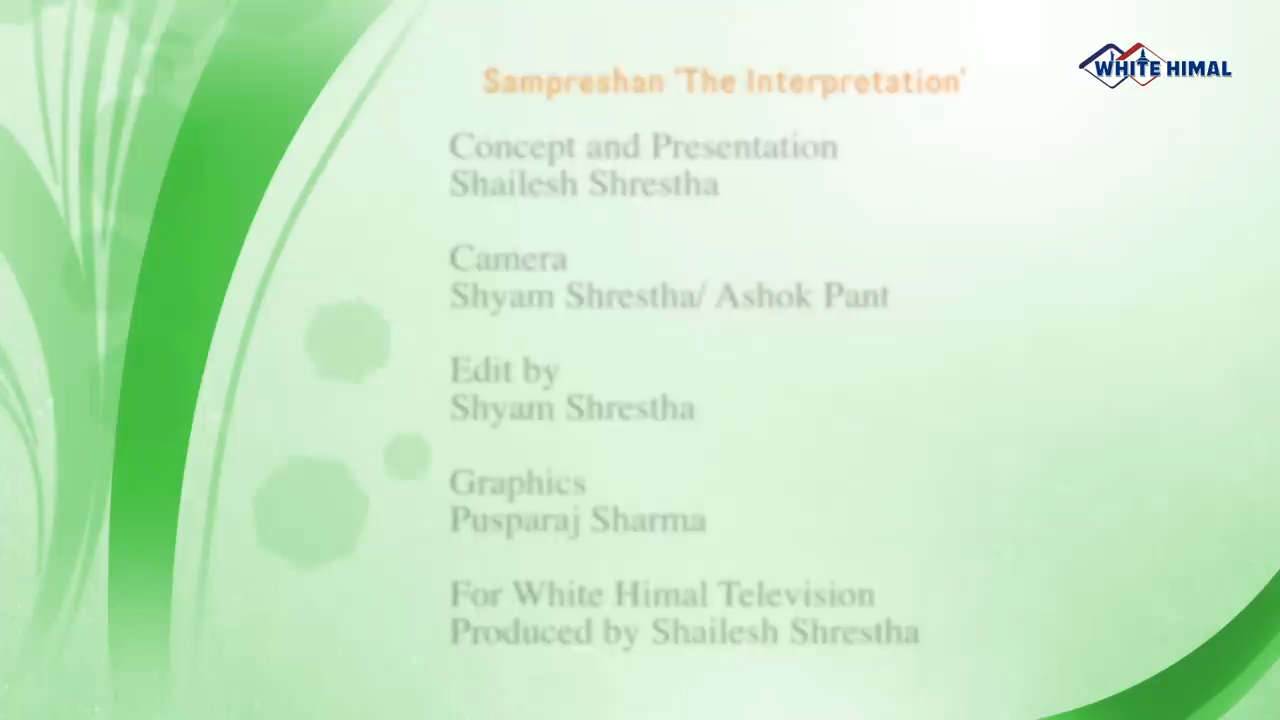 WHITE HIMAL
Sampreshan 'The Interpretation'
Concept and Presentation
Shailesh Shrestha
Camera
Shyam Shrestha/ Ashok Pant
Edit by
Shyam Shrestha
Graphics
Pusparaj Sharma
For White Himal Television
Produced by Shailesh Shrestha